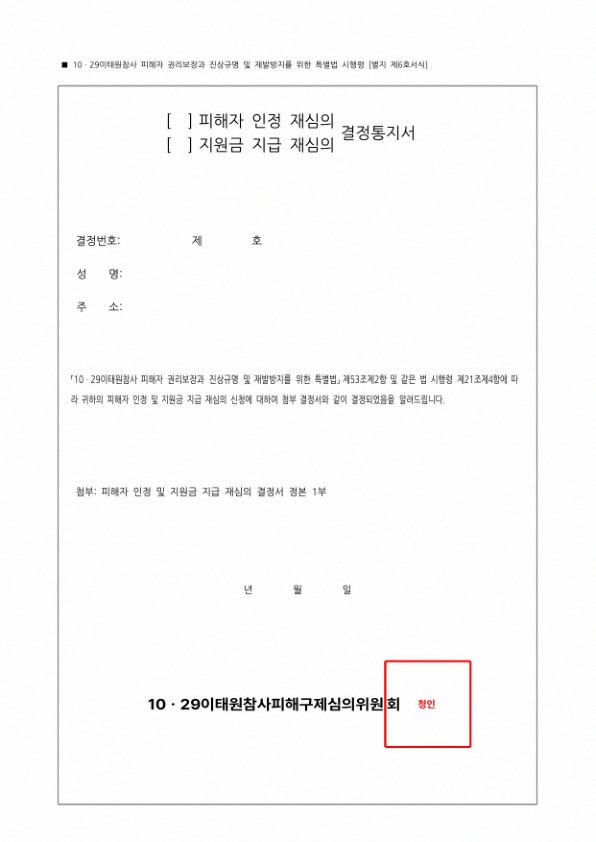 ■ 10ㆍ29이태원참사 피해자 권리보장과 진상규명 및 재발방지를 위한 특별법 시행령 [별지 제6호서식]
[ ] 피해자 인정 재심의
[ ] 지원금 지급 재심의
결정통지서
결정번호: 제 호
성 명:
주 소:
「10ㆍ29이태원참사 피해자 권리보장과 진상규명 및 재발방지를 위한 특별법」 제53조제2항 및 같은 법 시행령 제21조제4항에 따
라 귀하의 피해자 인정 및 지원금 지급 재심의 신청에 대하여 첨부 결정서와 같이 결정되었음을 알려드립니다.
첨부: 피해자 인정 및 지원금 지급 재심의 결정서 정본 1부
년 월 일
10ㆍ29이태원참사피해구제심의위원회
청인